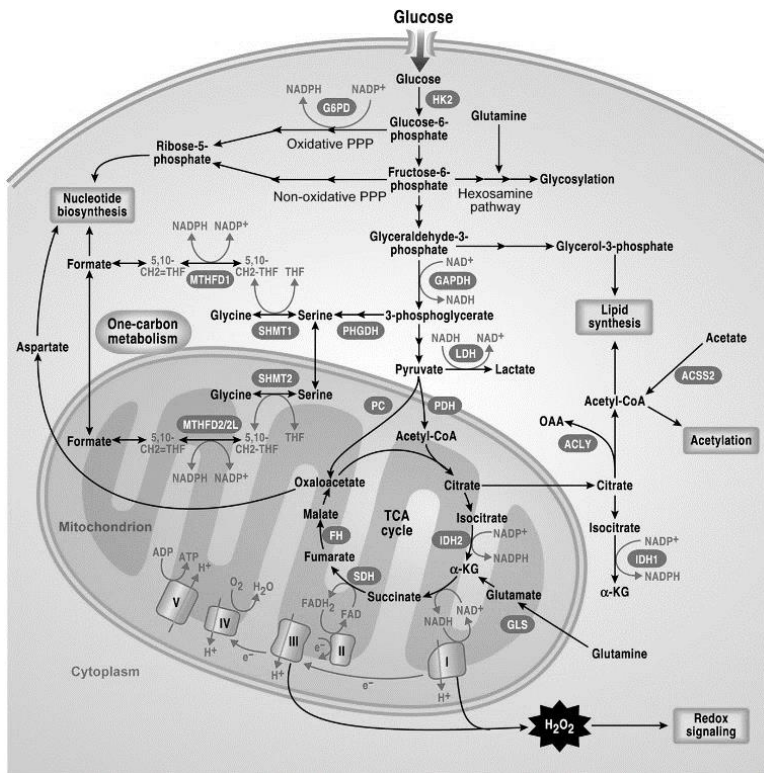 Glucose
Glucose
NADPH
NADP+
G6PD
HK2
Glucose-6-
phosphate
Glutamine
Ribose-5-
phosphate
Oxidative PPP
Fructose-6-
phosphate
Glycosylation
Non-oxidative PPP
Hexosamine
pathway
Nucleotide
biosynthesis
NADPH
NADP+
Glyceraldehyde-3-
phosphate
Glycerol-3-phosphate
Formate
5,10-
CH2=THF
MTHFD1
5,10-
CH2-THF
THF
NAD+
GAPDH
NADH
Lipid
synthesis
Glycine
SHMT1
Serine
PHGDH
3-phosphoglycerate
One-carbon
metabolism
NADH
NAD+
LDH
Aspartate
Acetate
Pyruvate
Lactate
ACSS2
SHMT2
Glycine
Serine
PC
PDH
Acetyl-CoA
MTHFD2/2L
OAA
Formate
5,10-
CH2=THF
5,10-
CH2-THF
THF
Acetyl-CoA
ACLY
Acetylation
NADPH
NADP+
Oxaloacetate
Citrate
Citrate
Malate
Isocitrate
Isocitrate
Mitochondrion
FH
TCA
cycle
IDH2
NADP+
NADPH
NADP+
IDH1
NADPH
Fumarate
α-KG
α-KG
ADP
ATP
H+
SDH
O2
H2O
Succinate
Glutamate
FADH2
FAD
NADH
NAD+
GLS
V
IV
III
II
I
e−
Glutamine
H+
H+
H+
e−
e−
H+
Cytoplasm
H2O2
Redox
signaling